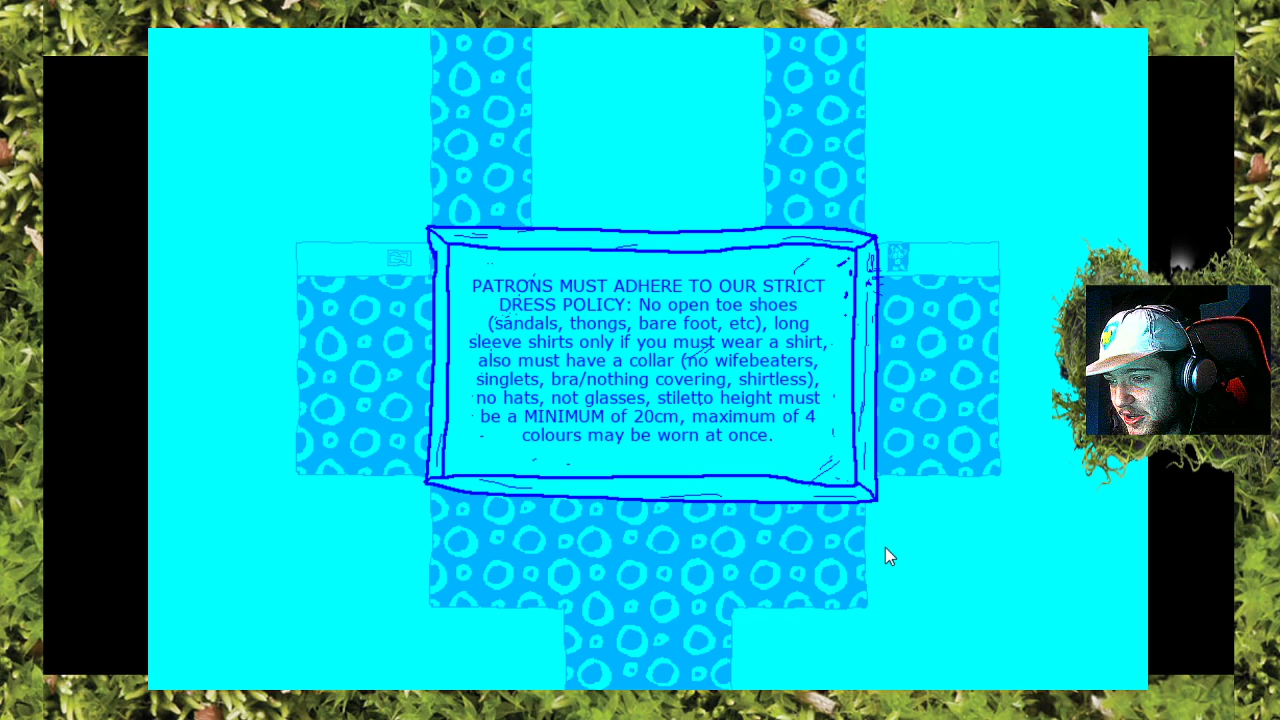 PATRONS MUST ADHERE TO OUR STRICT
DRESS POLICY: No open toe shoes
(sandals, thongs, bare foot, etc), long
sleeve shirts only if you must wear a shirt,
also must have a collar (no wifebeaters,
singlets, bra/nothing covering, shirtless),
no hats, not glasses, stiletto height must
be a MINIMUM of 20cm, maximum of 4
colours may be worn at once.